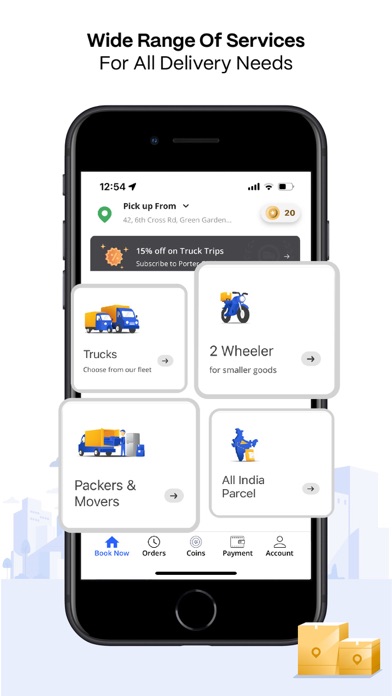 Wide Range Of Services
For All Delivery Needs
12:54
Pick up From
42, 6th Cross Rd, Green Garden...
20
15% off on Truck Trips
Subscribe to Porter
Trucks
Choose from our fleet
2 Wheeler
for smaller goods
Packers &
Movers
All India
Parcel
Book Now
Orders
Coins
Payment
Account